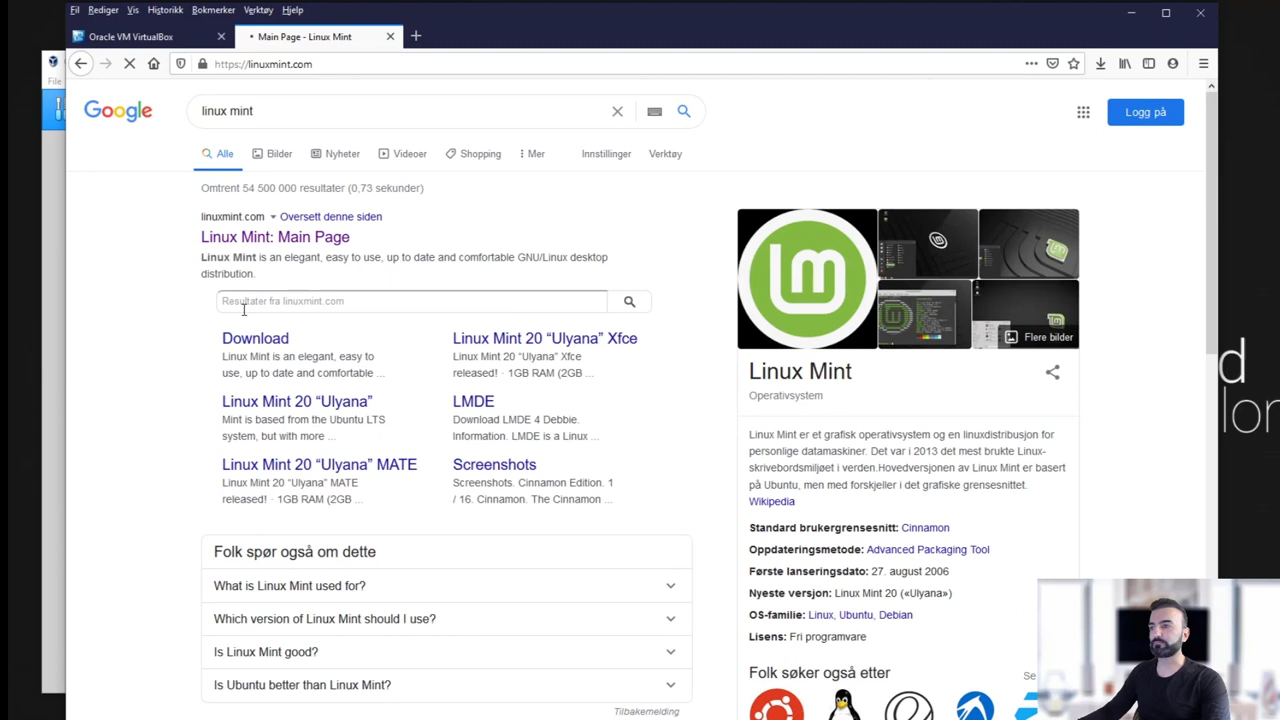 Fil Rediger Vis Historikk Bokmerker Verktøy Hjelp
Oracle VM VirtualBox
Main Page - Linux Mint
https://linuxmint.com
File
Google
linux mint
Logg på
Alle Bilder Nyheter Videoer Shopping Mer Innstillinger Verktøy
Omtrent 54 500 000 resultater (0,73 sekunder)
linuxmint.com Oversett denne siden
Linux Mint: Main Page
Linux Mint is an elegant, easy to use, up to date and comfortable GNU/Linux desktop
distribution.
Resultater fra linuxmint.com
Download
Linux Mint is an elegant, easy to
use, up to date and comfortable ...
Linux Mint 20 “Ulyana” Xfce
Linux Mint 20 “Ulyana” Xfce
released! · 1GB RAM (2GB ...
Linux Mint 20 “Ulyana”
Mint is based from the Ubuntu LTS
system, but with more ...
LMDE
Download LMDE 4 Debbie.
Information. LMDE is a Linux ...
Linux Mint 20 “Ulyana” MATE
Linux Mint 20 “Ulyana” MATE
released! · 1GB RAM (2GB ...
Screenshots
Screenshots. Cinnamon Edition. 1
/ 16. Cinnamon. The Cinnamon ...
Folk spør også om dette
What is Linux Mint used for?
Which version of Linux Mint should I use?
Is Linux Mint good?
Is Ubuntu better than Linux Mint?
Tilbakemelding
lm
Flere bilder
Linux Mint
Operativsystem
Linux Mint er et grafisk operativsystem og en linuxdistribusjon for
personlige datamaskiner. Det var i 2013 det mest brukte Linux-
skrivebordsmiljøet i verden.Hovedversjonen av Linux Mint er basert
på Ubuntu, men med forskjeller i det grafiske grensesnittet.
Wikipedia
Standard brukergrensesnitt: Cinnamon
Oppdateringsmetode: Advanced Packaging Tool
Første lanseringsdato: 27. august 2006
Nyeste versjon: Linux Mint 20 («Ulyana»)
OS-familie: Linux, Ubuntu, Debian
Lisens: Fri programvare
Folk søker også etter
Se
d
lor